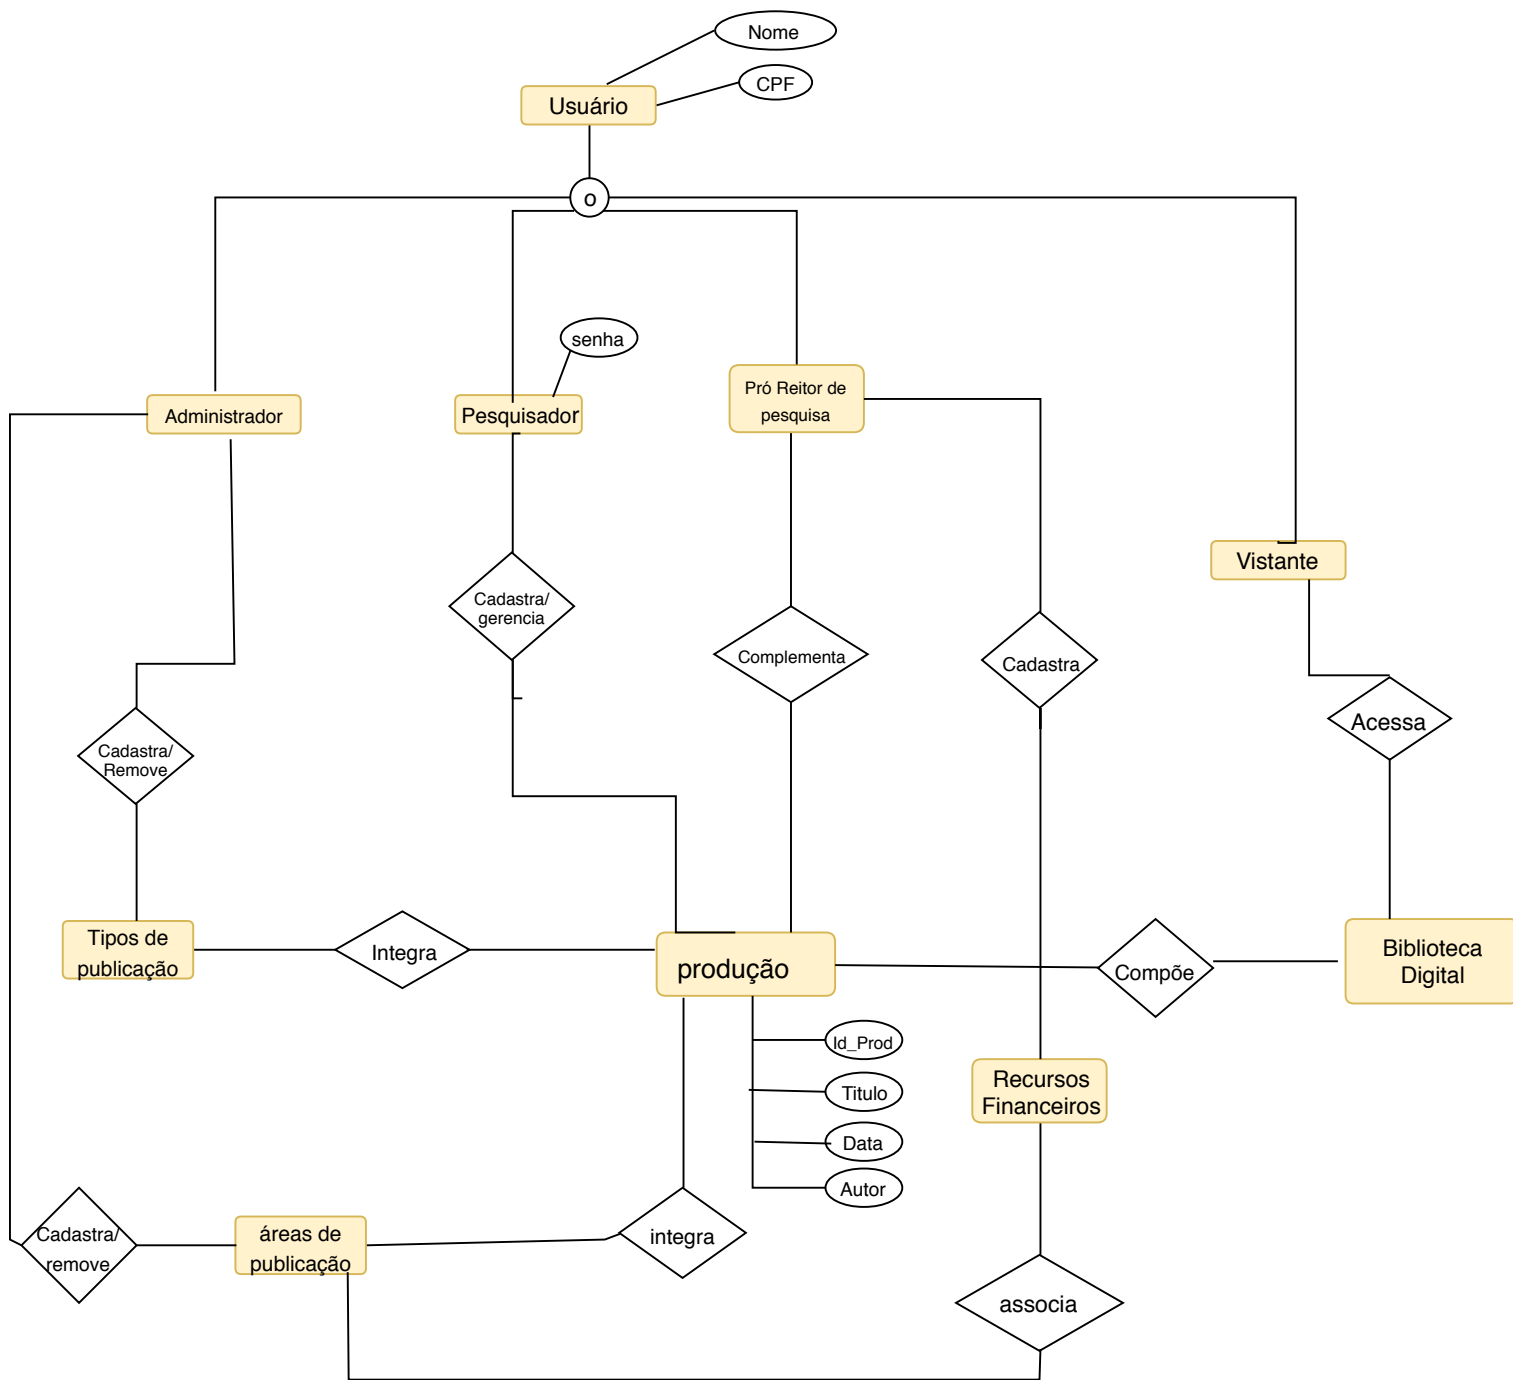 Nome
CPF
Usuário
o
senha
Pró Reitor de
pesquisa
Administrador
Pesquisador
Vistante
Cadastra/
gerencia
Complementa
Cadastra
Acessa
Cadastra/
Remove
Tipos de
publicação
Integra
produção
Compõe
Biblioteca
Digital
Id_Prod
Titulo
Data
Autor
Recursos
Financeiros
Cadastra/
remove
áreas de
publicação
integra
associa